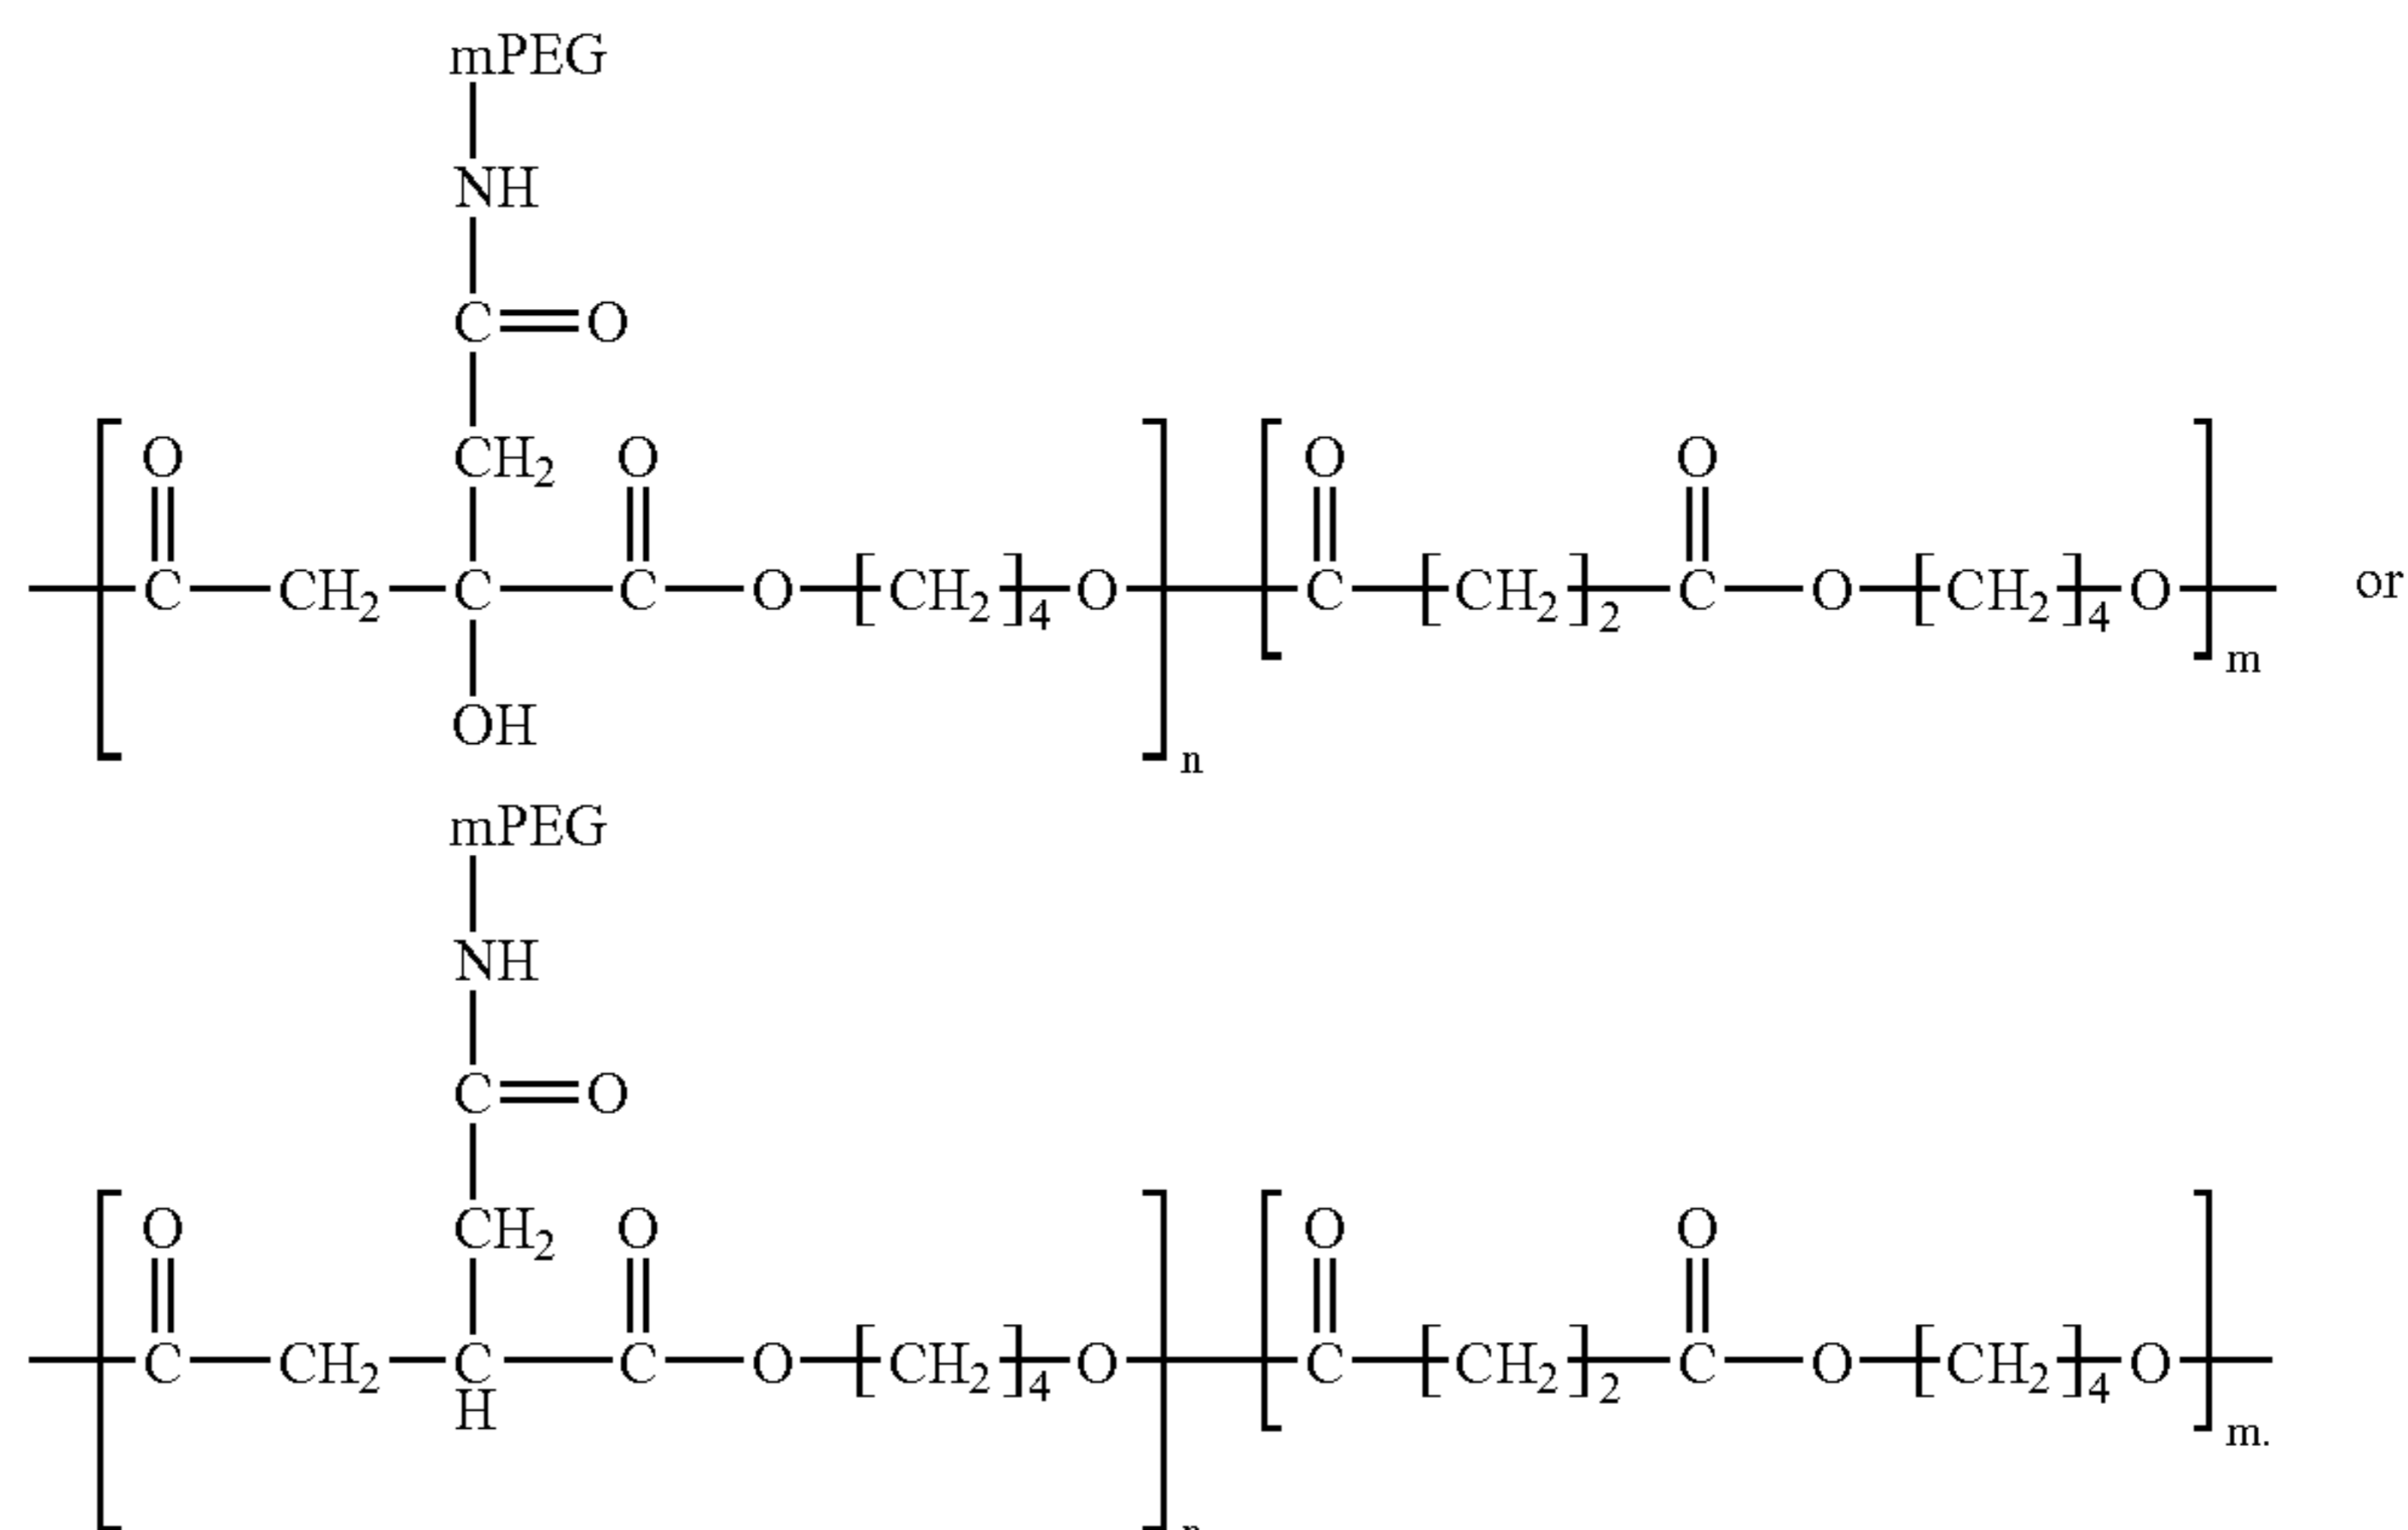 mPEG
NH
C=O
O CH2 O O O
C CH2 C C O [CH2]4 O C [CH2]2 C O [CH2]4 O m or
OH
n
mPEG
NH
C=O
O CH2 O O O
C CH2 C C O [CH2]4 O C [CH2]2 C O [CH2]4 O
H
m.
n